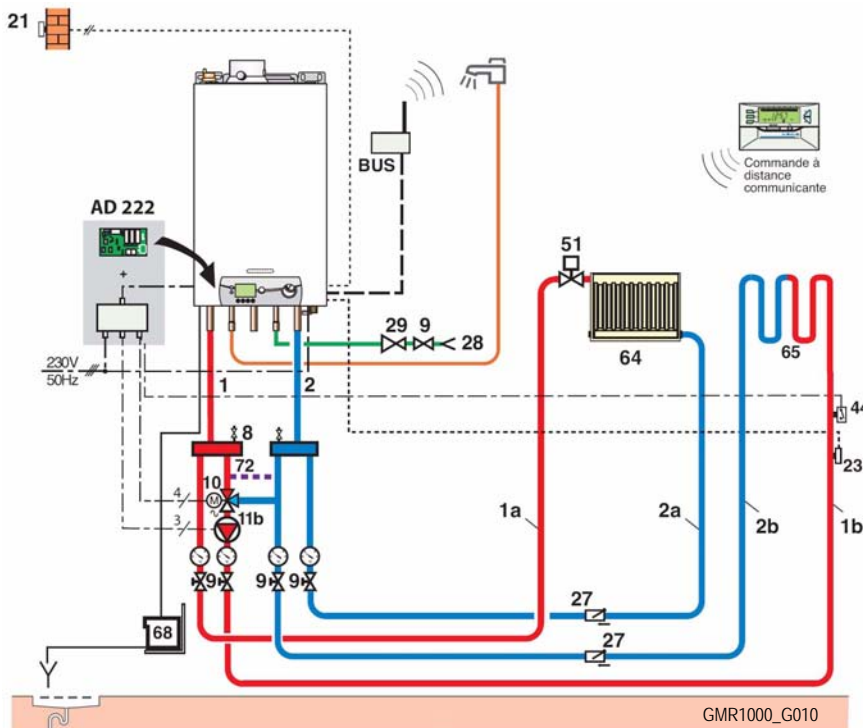 21
BUS
Commande à
distance
communicante
AD 222
+
51
29
9
28
64
65
230V
50Hz
1
2
44
8
72
23
10
M
4
11b
3
1a
2a
2b
1b
9
9
9
27
27
68
GMR1000_G010